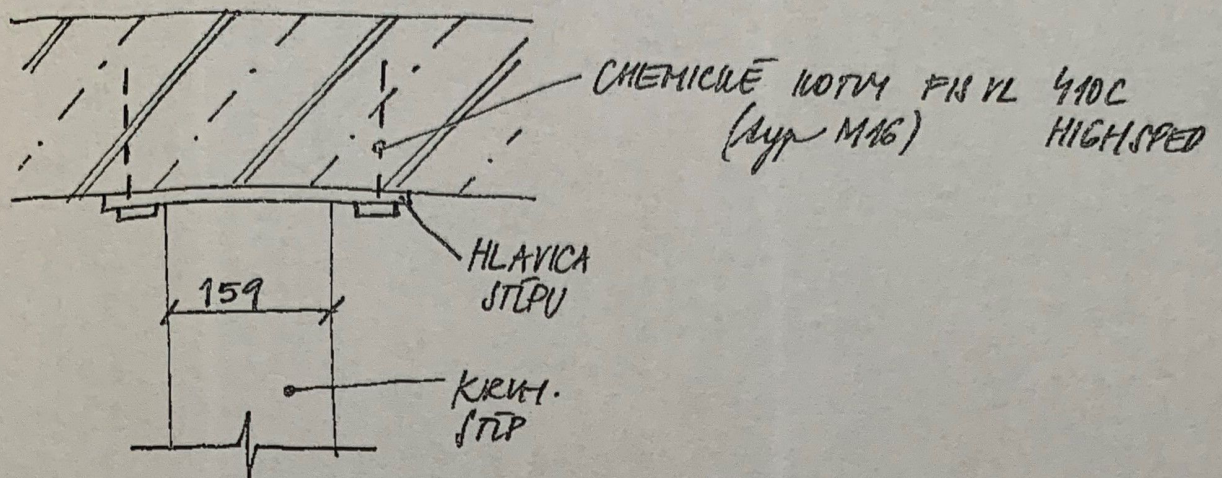 CHEMICKÉ KOTVY FIS VL 410C
(typ M16) HIGHSPED
HLAVICA
STĹPU
159
KRUH.
STĹP